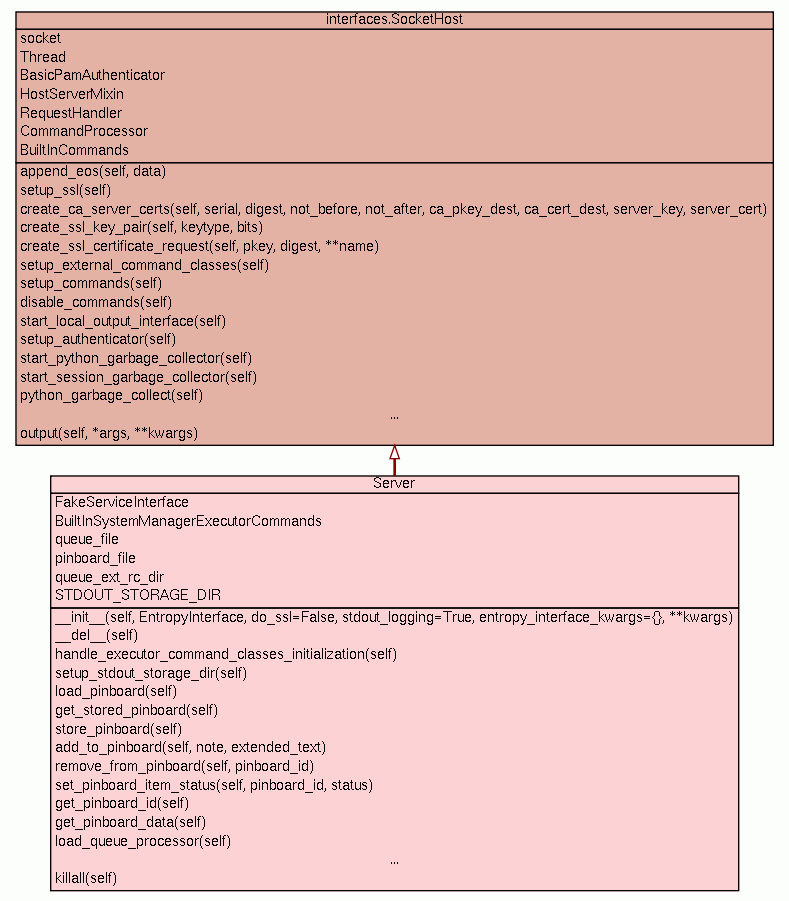 interfaces.SocketHost
socket
Thread
BasicPamAuthenticator
HostServerMixin
RequestHandler
CommandProcessor
BuiltInCommands
append_eos(self, data)
setup_ssl(self)
create_ca_server_certs(self, serial, digest, not_before, not_after, ca_pkey_dest, ca_cert_dest, server_key, server_cert)
create_ssl_key_pair(self, keytype, bits)
create_ssl_certificate_request(self, pkey, digest, **name)
setup_external_command_classes(self)
setup_commands(self)
disable_commands(self)
start_local_output_interface(self)
setup_authenticator(self)
start_python_garbage_collector(self)
start_session_garbage_collector(self)
python_garbage_collect(self)
...
output(self, *args, **kwargs)
Server
FakeServiceInterface
BuiltInSystemManagerExecutorCommands
queue_file
pinboard_file
queue_ext_rc_dir
STDOUT_STORAGE_DIR
__init__(self, EntropyInterface, do_ssl=False, stdout_logging=True, entropy_interface_kwargs={}, **kwargs)
__del__(self)
handle_executor_command_classes_initialization(self)
setup_stdout_storage_dir(self)
load_pinboard(self)
get_stored_pinboard(self)
store_pinboard(self)
add_to_pinboard(self, note, extended_text)
remove_from_pinboard(self, pinboard_id)
set_pinboard_item_status(self, pinboard_id, status)
get_pinboard_id(self)
get_pinboard_data(self)
load_queue_processor(self)
...
killall(self)